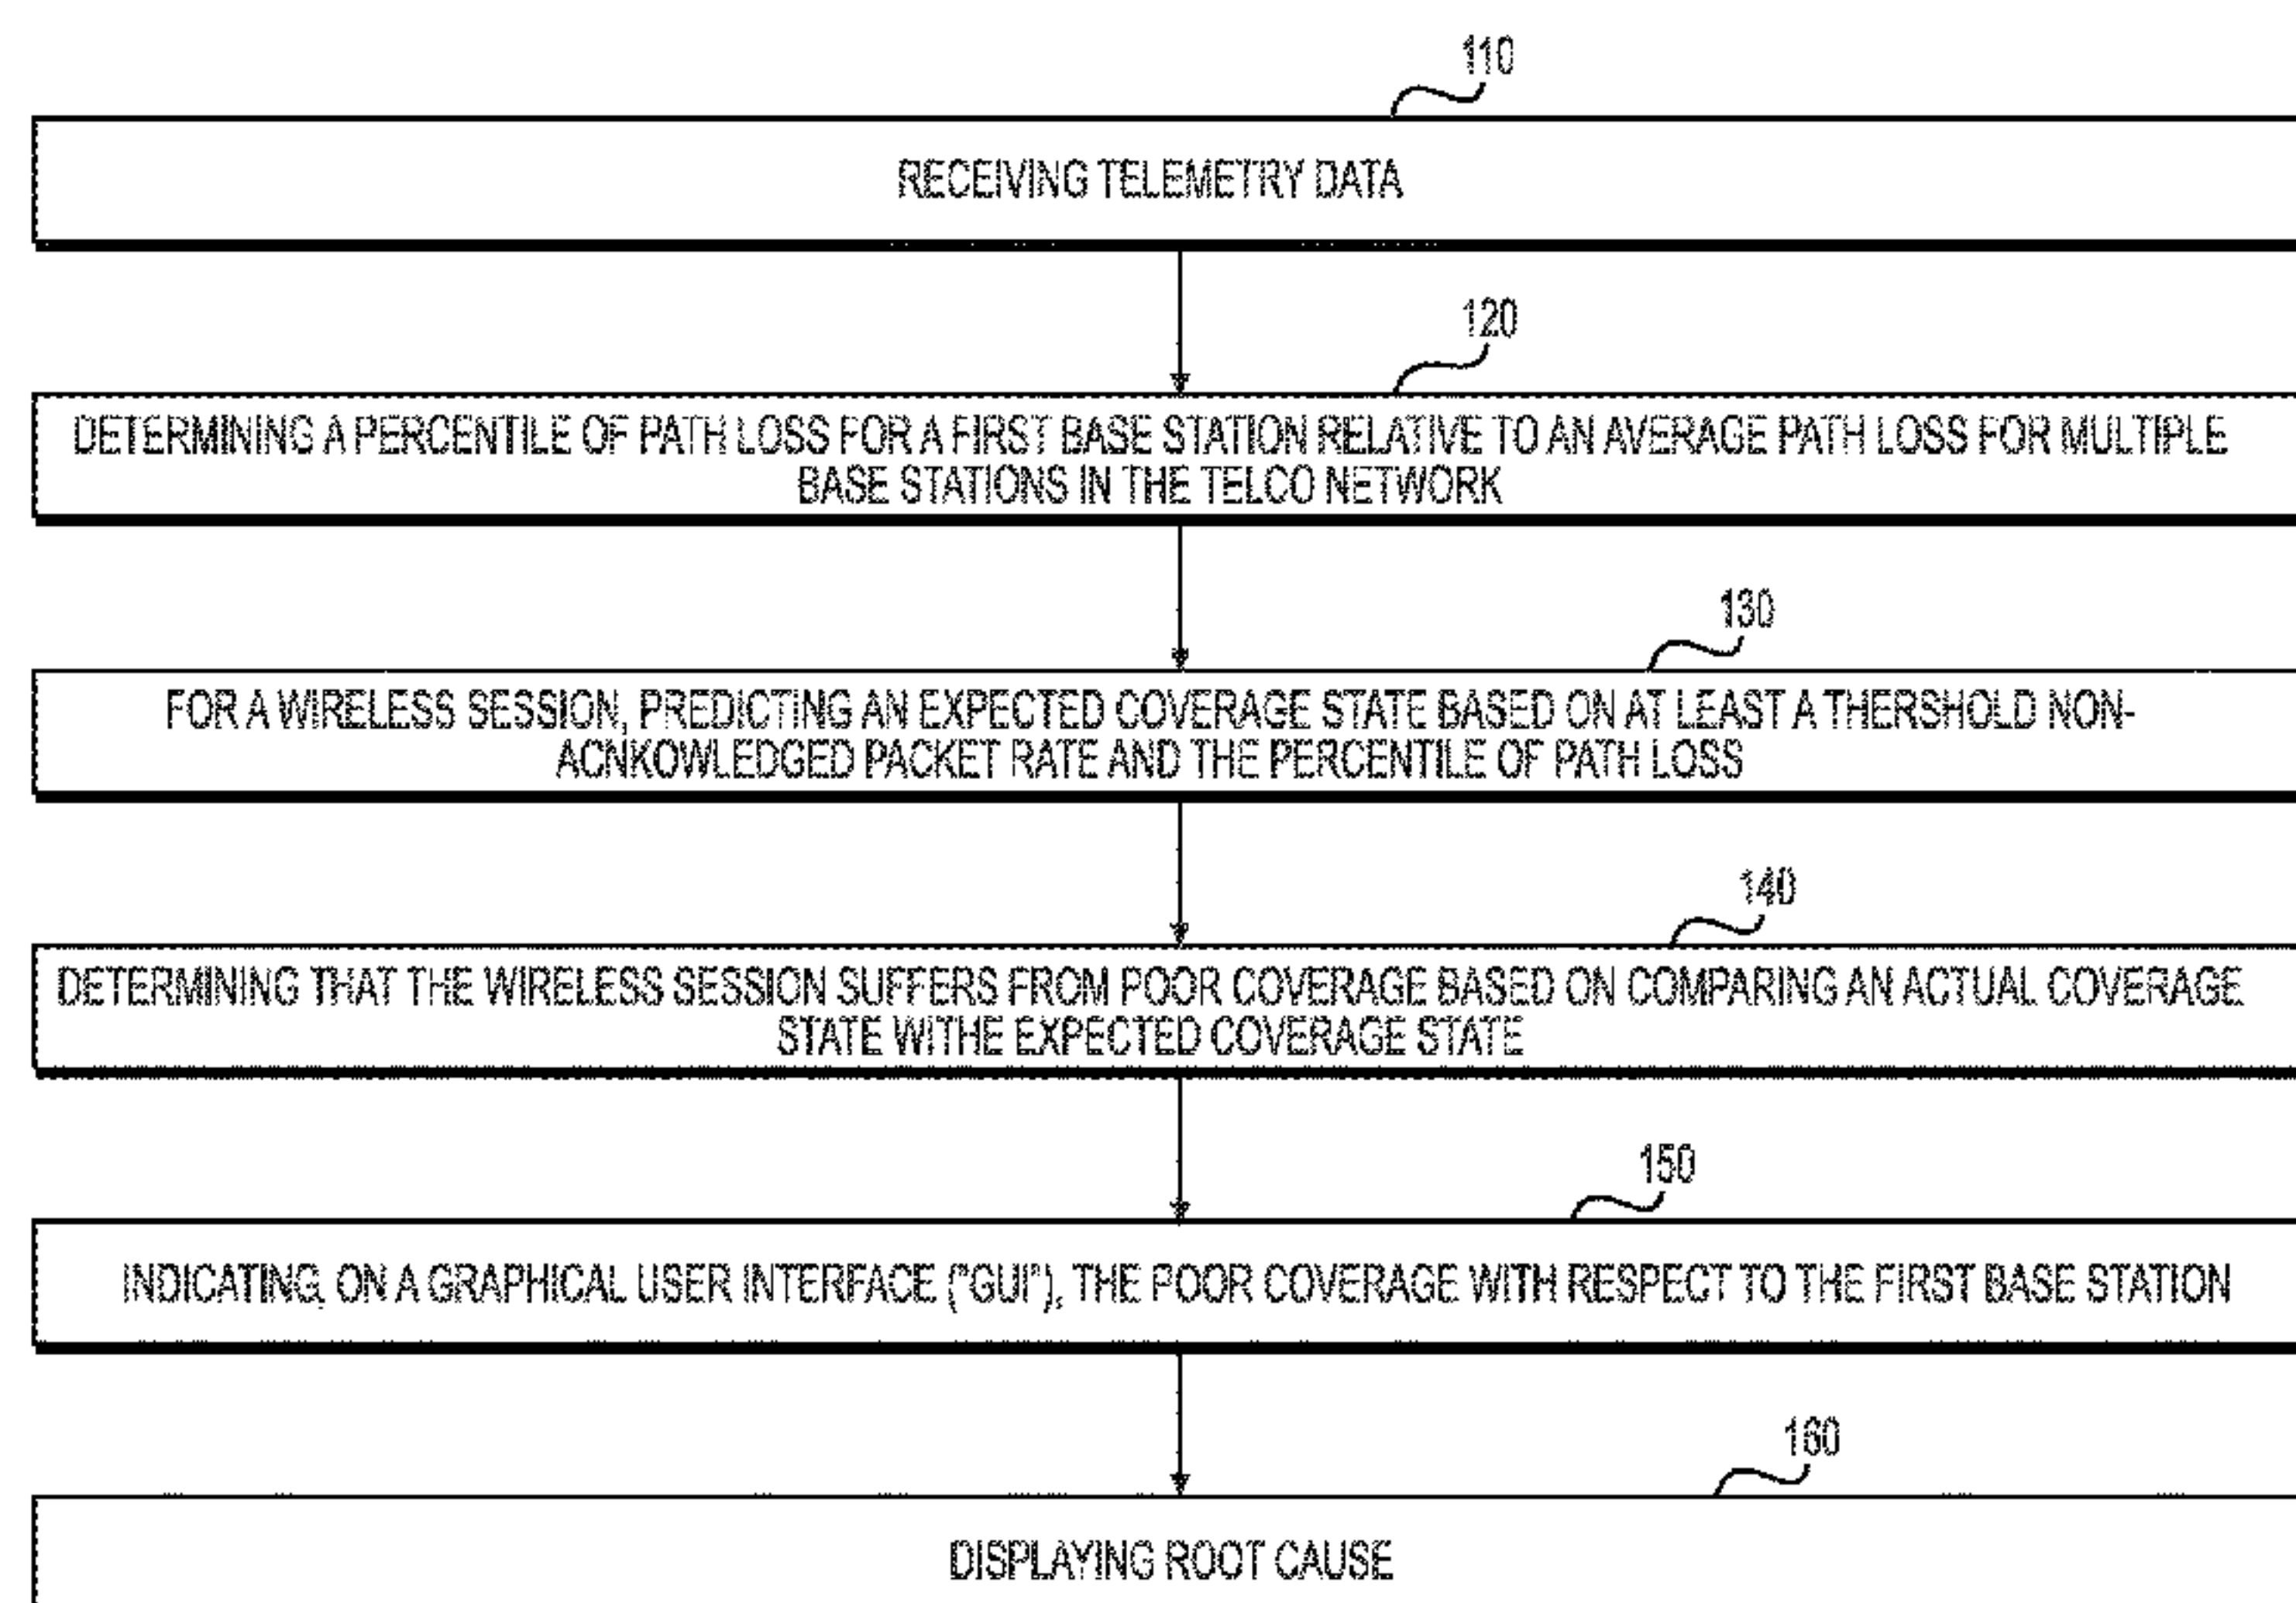 110
RECEIVING TELEMETRY DATA
120
DETERMINING A PERCENTILE OF PATH LOSS FOR A FIRST BASE STATION RELATIVE TO AN AVERAGE PATH LOSS FOR MULTIPLE
BASE STATIONS IN THE TELCO NETWORK
130
FOR A WIRELESS SESSION, PREDICTING AN EXPECTED COVERAGE STATE BASED ON AT LEAST A THERSHOLD NON-
ACNKOWLEDGED PACKET RATE AND THE PERCENTILE OF PATH LOSS
140
DETERMINING THAT THE WIRELESS SESSION SUFFERS FROM POOR COVERAGE BASED ON COMPARING AN ACTUAL COVERAGE
STATE WITHE EXPECTED COVERAGE STATE
150
INDICATING, ON A GRAPHICAL USER INTERFACE ("GUI"), THE POOR COVERAGE WITH RESPECT TO THE FIRST BASE STATION
160
DISPLAYING ROOT CAUSE